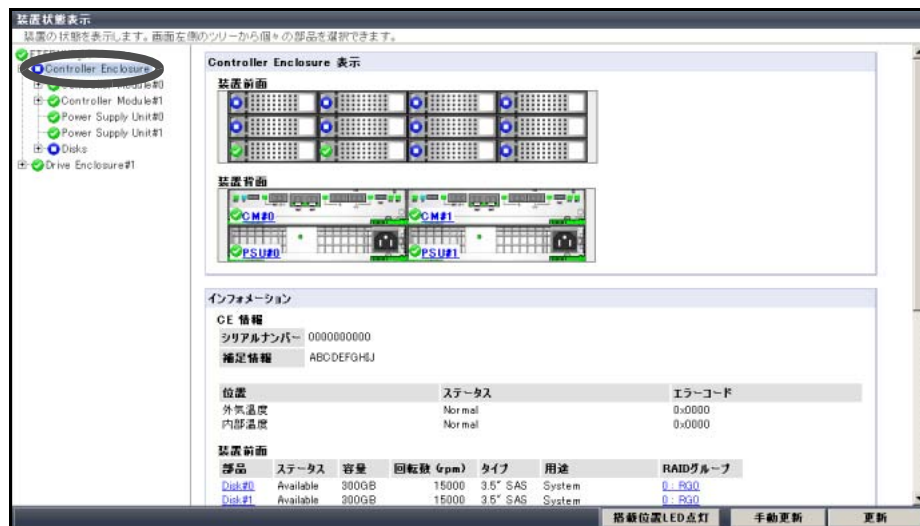 装置状態表示
装置の状態を表示します。画面左側のツリーから個々の部品を選択できます。
Controller Enclosure
Controller Module#0
Controller Module#1
Power Supply Unit#0
Power Supply Unit#1
Disks
Drive Enclosure#1
Controller Enclosure 表示
装置前面
装置背面
CM#0
CM#1
PSU#0
PSU#1
インフォメーション
CE 情報
シリアルナンバー 0000000000
補足情報 ABCDEFGHIJ
位置 ステータス エラーコード
外気温度 Normal 0x0000
内部温度 Normal 0x0000
装置前面
部品 ステータス 容量 回転数 (rpm) タイプ 用途 RAIDグループ
Disk#0 Available 300GB 15000 3.5" SAS System 0 : RG0
Disk#1 Available 300GB 15000 3.5" SAS System 0 : RG0
搭載位置LED点灯 手動更新 更新